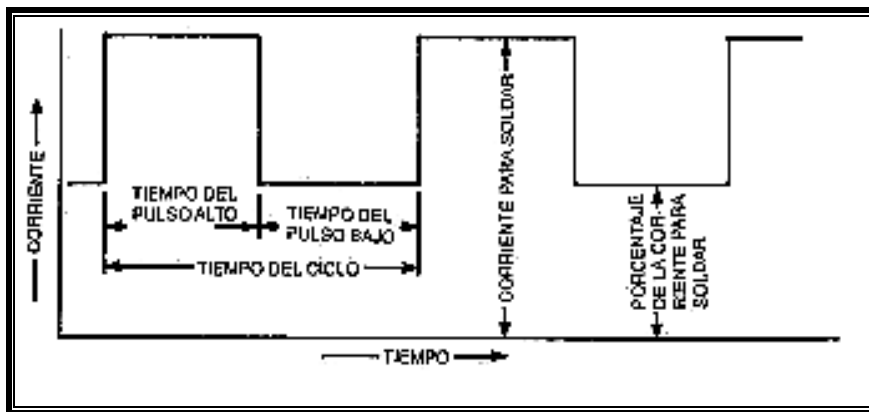 CORRIENTE
TIEMPO DEL
PULSO ALTO
TIEMPO DEL
PULSO BAJO
TIEMPO DEL CICLO
CORRIENTE PARA SOLDAR
PORCENTAJE
DE LA COR-
RIENTE PARA
SOLDAR
TIEMPO